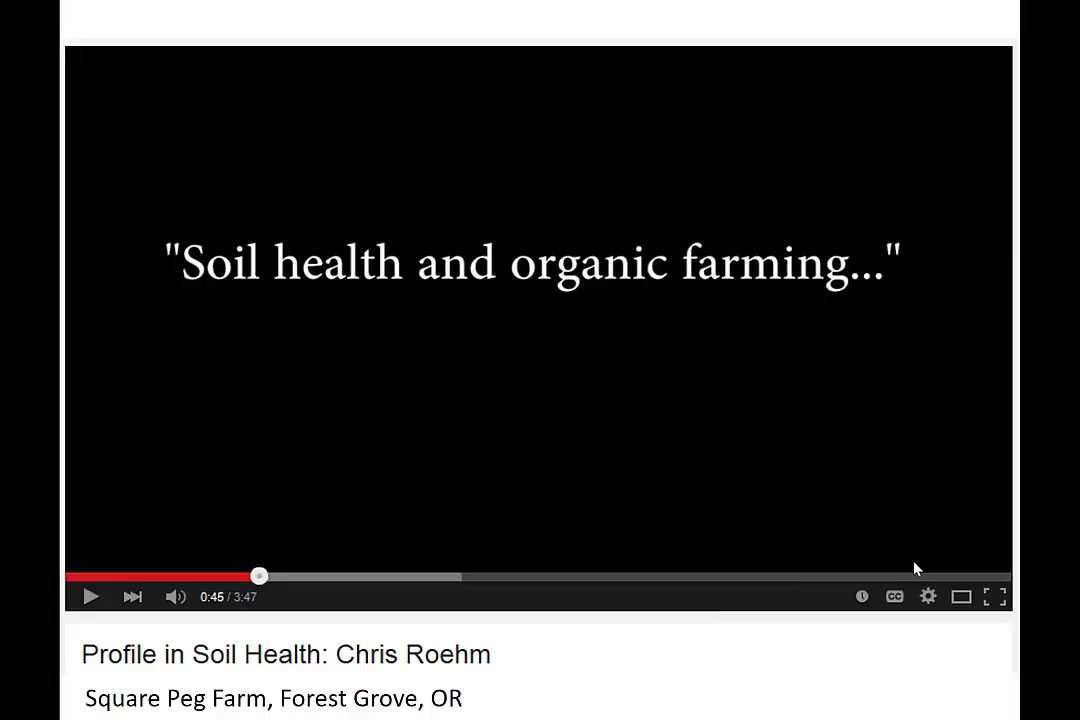 "Soil health and organic farming..."
0:45 / 3:47
CC
Profile in Soil Health: Chris Roehm
Square Peg Farm, Forest Grove, OR